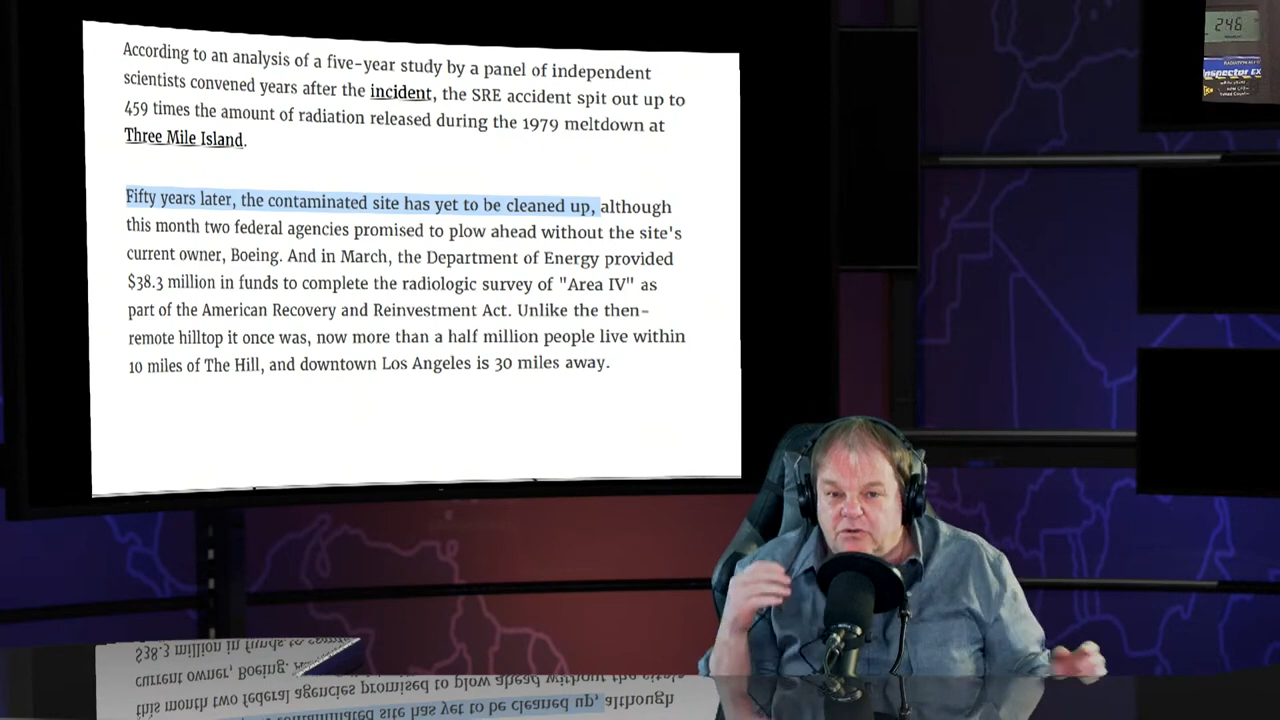 According to an analysis of a five-year study by a panel of independent
scientists convened years after the incident, the SRE accident spit out up to
459 times the amount of radiation released during the 1979 meltdown at
Three Mile Island.
Fifty years later, the contaminated site has yet to be cleaned up, although
this month two federal agencies promised to plow ahead without the site's
current owner, Boeing. And in March, the Department of Energy provided
$38.3 million in funds to complete the radiologic survey of "Area IV" as
part of the American Recovery and Reinvestment Act. Unlike the then-
remote hilltop it once was, now more than a half million people live within
10 miles of The Hill, and downtown Los Angeles is 30 miles away.
246
Inspector EX